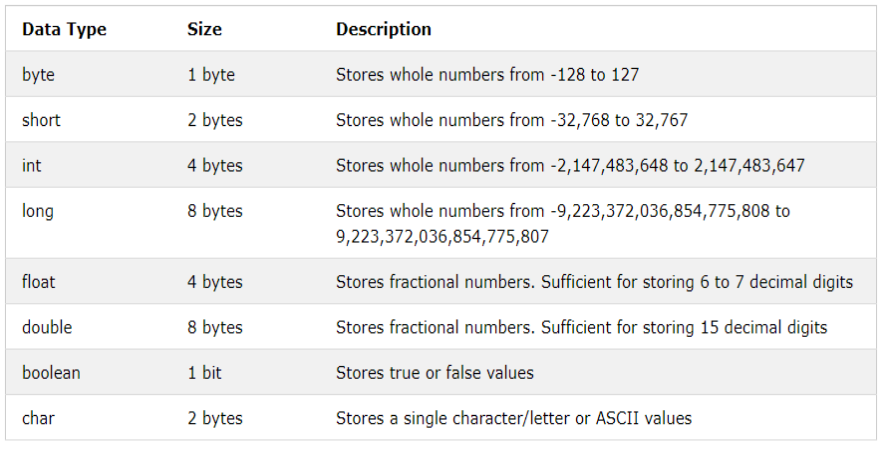 Data Type Size Description
byte 1 byte Stores whole numbers from -128 to 127
short 2 bytes Stores whole numbers from -32,768 to 32,767
int 4 bytes Stores whole numbers from -2,147,483,648 to 2,147,483,647
long 8 bytes Stores whole numbers from -9,223,372,036,854,775,808 to
9,223,372,036,854,775,807
float 4 bytes Stores fractional numbers. Sufficient for storing 6 to 7 decimal digits
double 8 bytes Stores fractional numbers. Sufficient for storing 15 decimal digits
boolean 1 bit Stores true or false values
char 2 bytes Stores a single character/letter or ASCII values